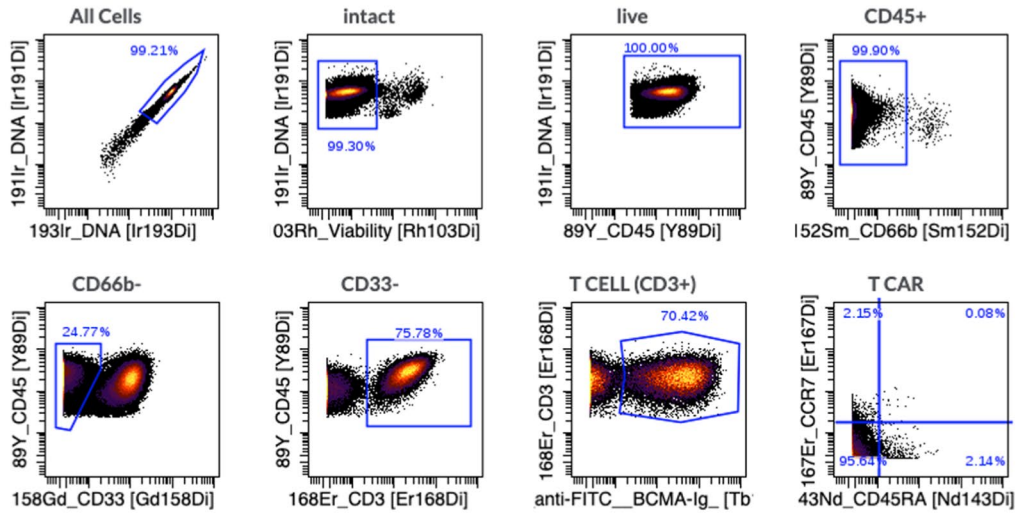 All Cells
99.21%
191Ir_DNA [Ir191Di]
193Ir_DNA [Ir193Di]
intact
99.30%
191Ir_DNA [Ir191Di]
03Rh_Viability [Rh103Di]
live
100.00%
191Ir_DNA [Ir191Di]
89Y_CD45 [Y89Di]
CD45+
99.90%
89Y_CD45 [Y89Di]
152Sm_CD66b [Sm152Di]
CD66b-
24.77%
89Y_CD45 [Y89Di]
158Gd_CD33 [Gd158Di]
CD33-
75.78%
89Y_CD45 [Y89Di]
168Er_CD3 [Er168Di]
T CELL (CD3+)
70.42%
168Er_CD3 [Er168Di]
anti-FITC__BCMA-Ig_ [Tb
T CAR
2.15%
0.08%
95.64%
2.14%
167Er_CCR7 [Er167Di]
43Nd_CD45RA [Nd143Di]